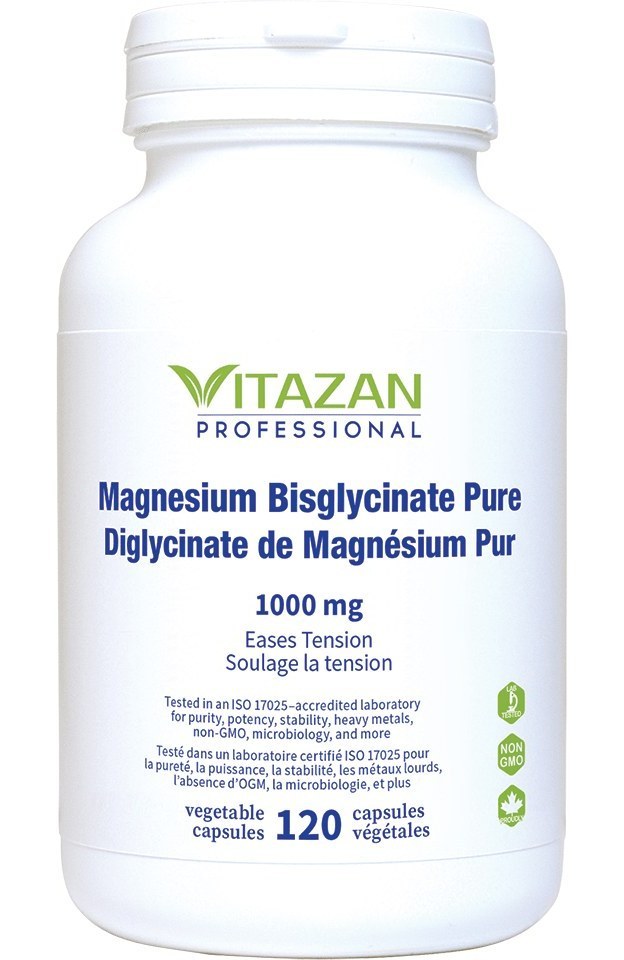 VITAZAN
PROFESSIONAL
Magnesium Bisglycinate Pure
Diglycinate de Magnésium Pur
1000 mg
Eases Tension
Soulage la tension
Tested in an ISO 17025–accredited laboratory
for purity, potency, stability, heavy metals,
non-GMO, microbiology, and more
Testé dans un laboratoire certifié ISO 17025 pour
la pureté, la puissance, la stabilité, les métaux lourds,
l’absence d’OGM, la microbiologie, et plus
LAB
TESTED
NON
GMO
PROUDLY
vegetable
capsules 120 capsules
végétales